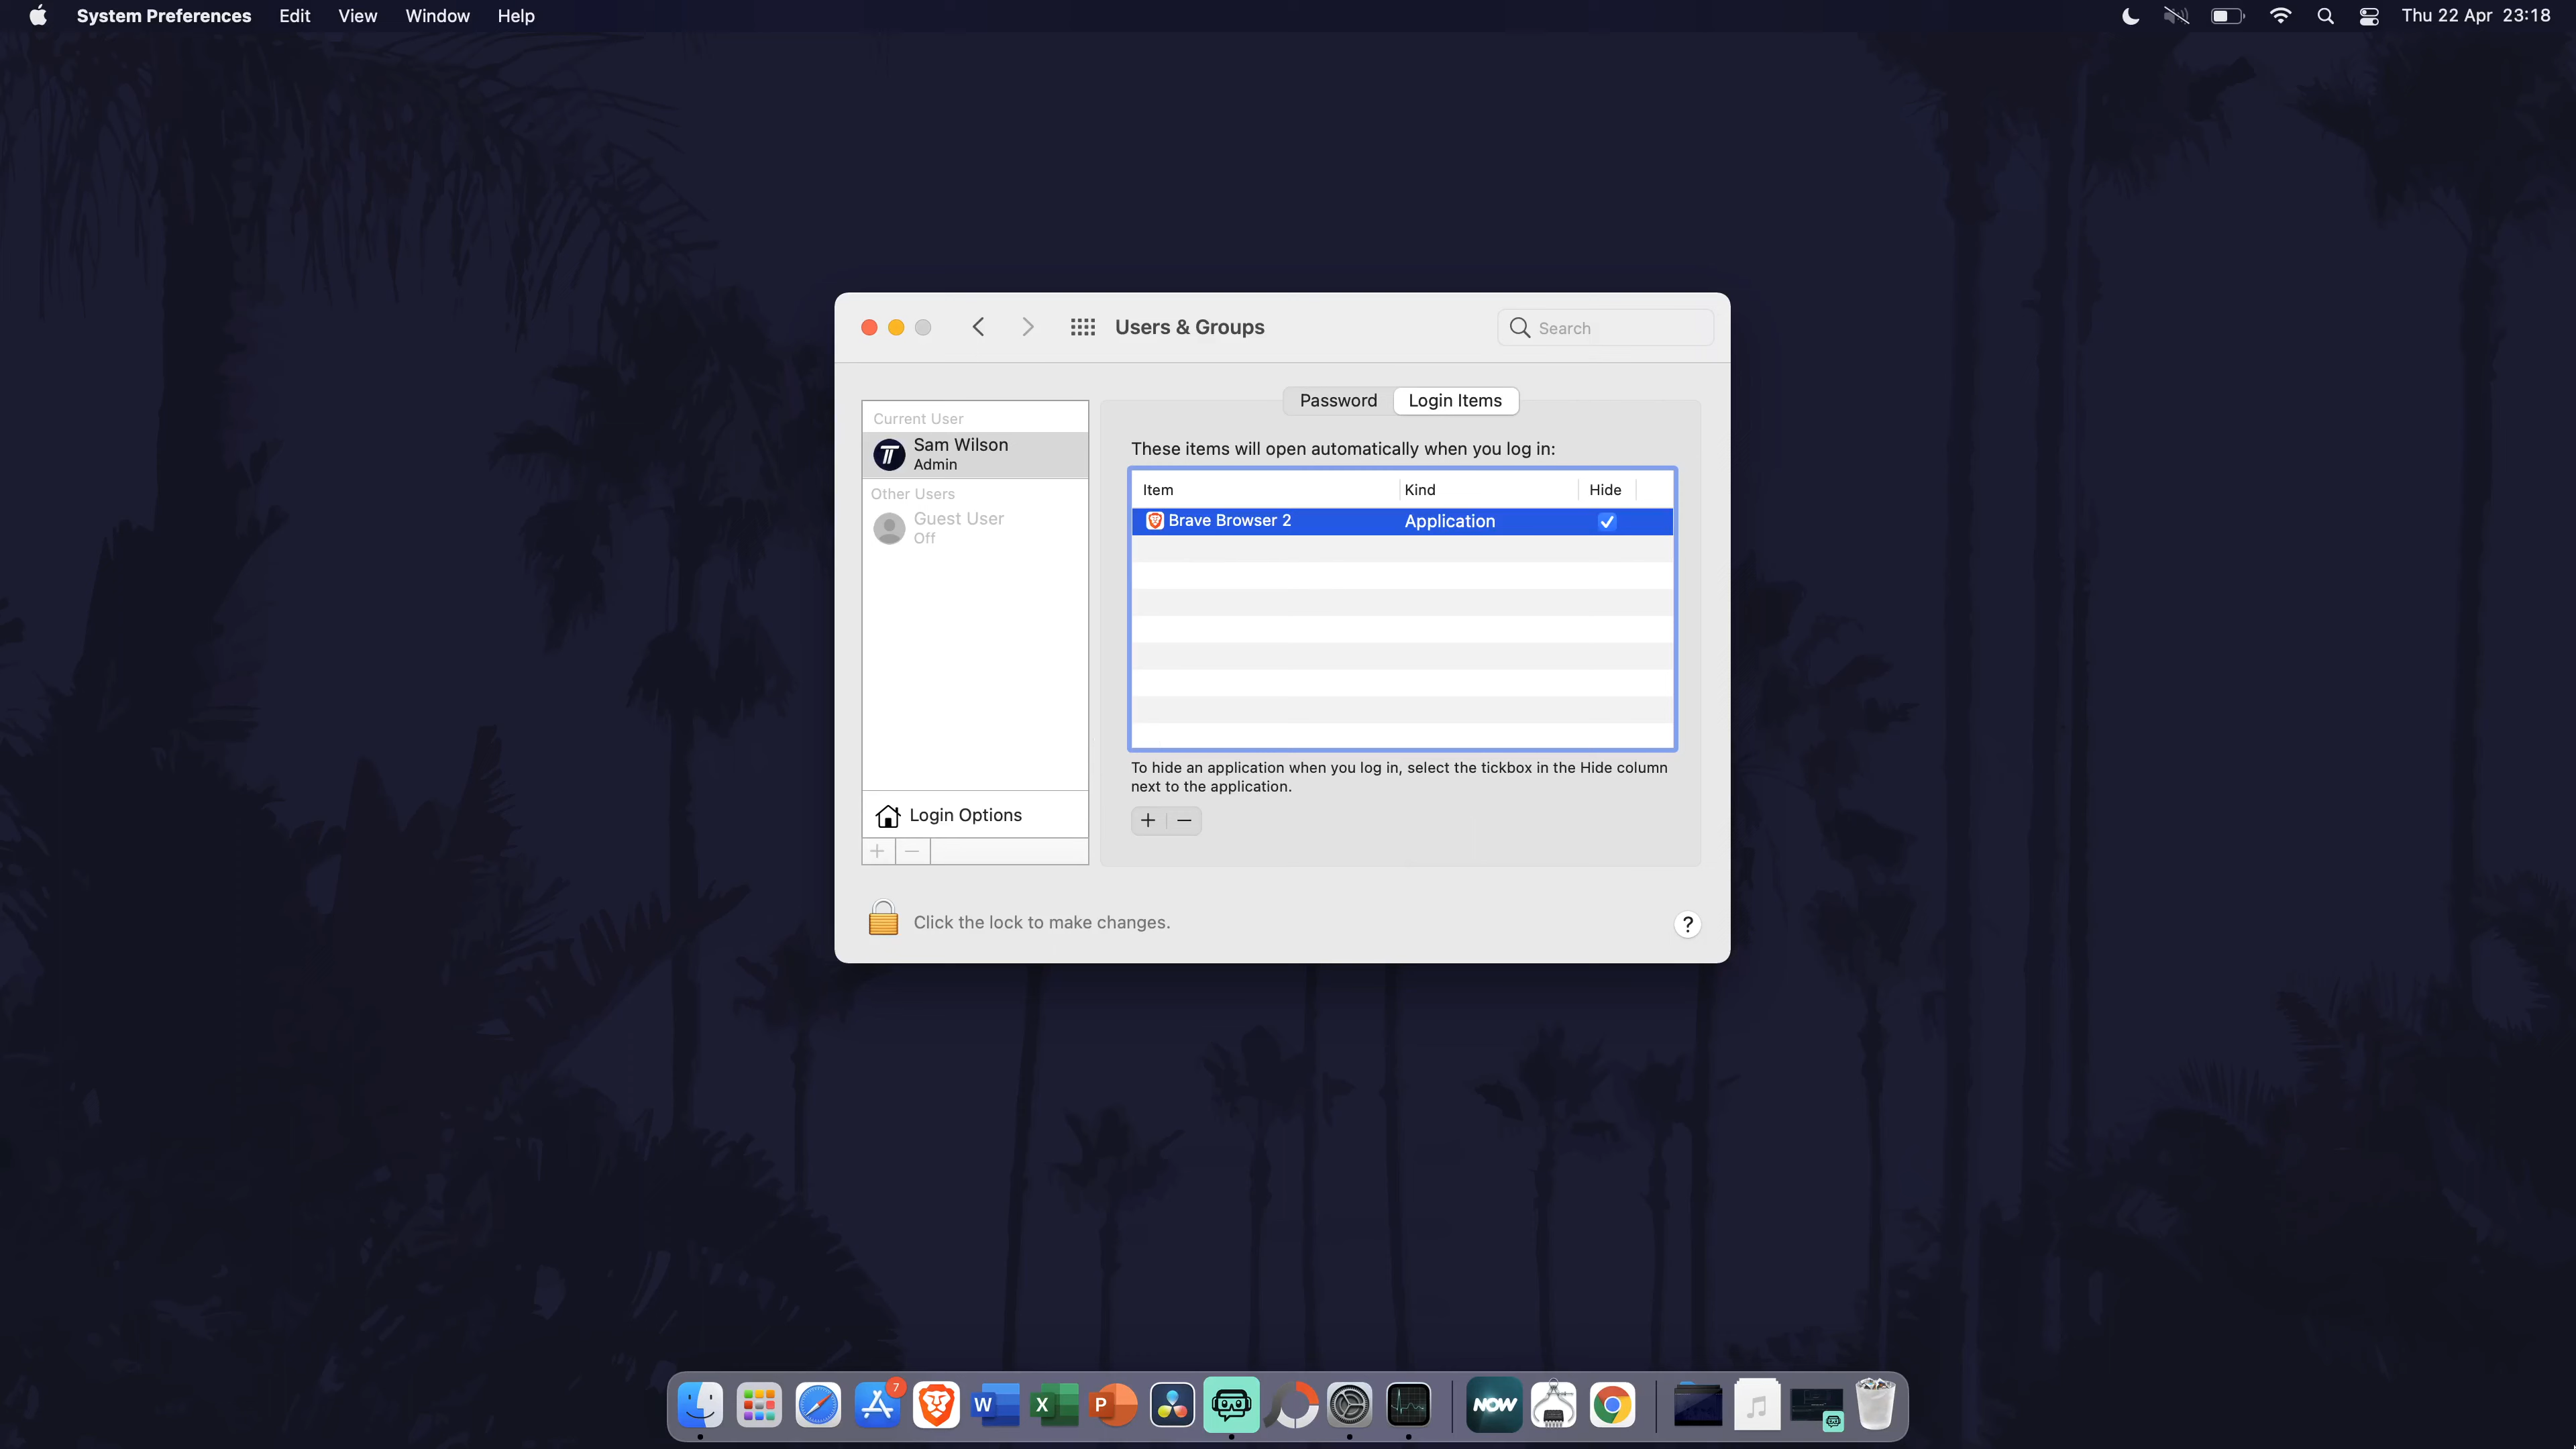 System Preferences Edit View Window Help
Thu 22 Apr 23:18
Users & Groups
Search
Password Login Items
Current User
Sam Wilson
Admin
Other Users
Guest User
Off
Login Options
These items will open automatically when you log in:
Item Kind Hide
Brave Browser 2 Application
To hide an application when you log in, select the tickbox in the Hide column
next to the application.
Click the lock to make changes.
?
7
W
X
P
NOW